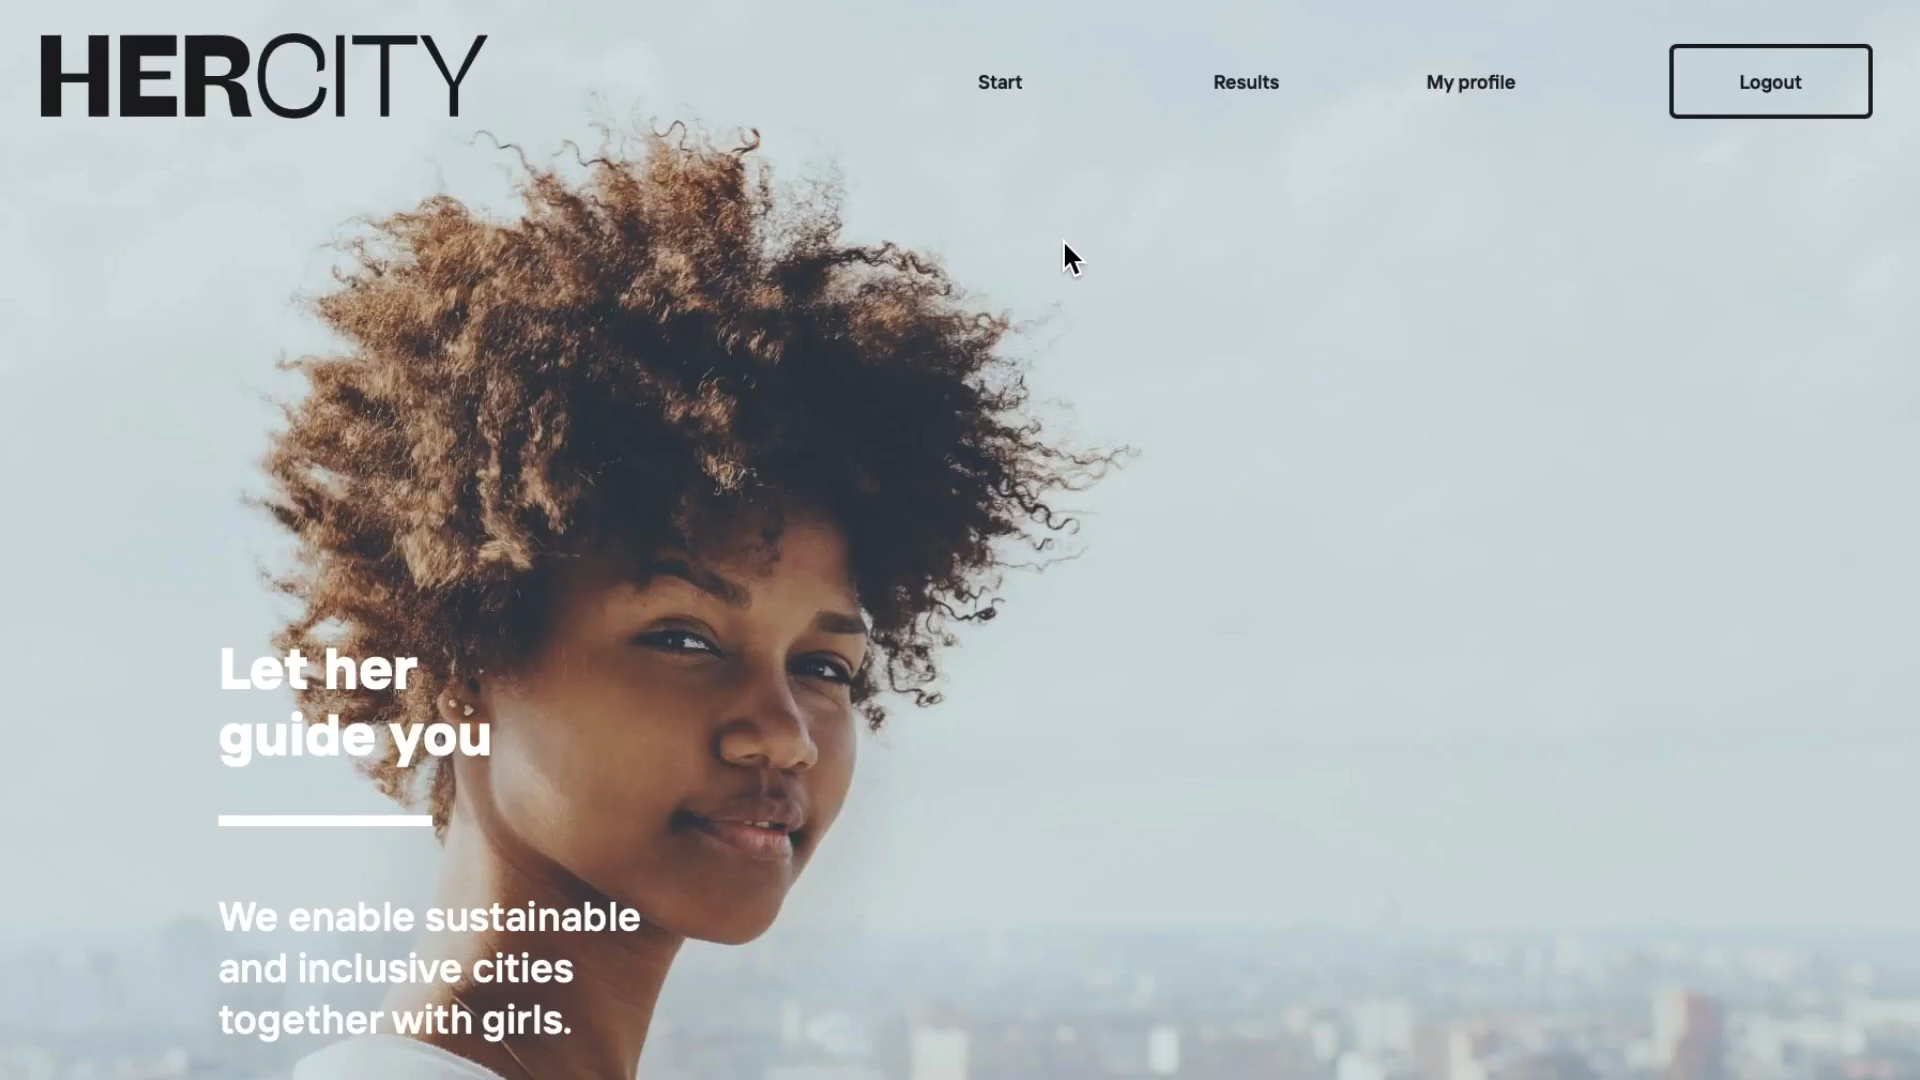 HERCITY
Start
Results
My profile
Logout
Let her
guide you
We enable sustainable
and inclusive cities
together with girls.